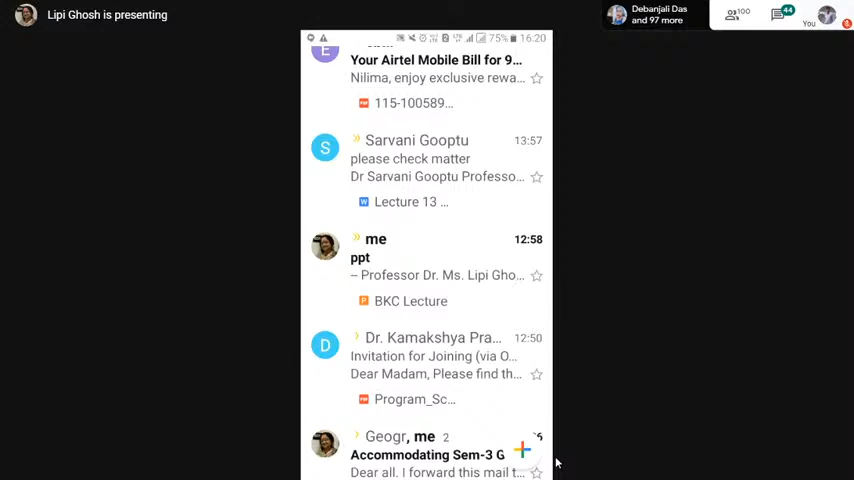 Lipi Ghosh is presenting
Debanjali Das
and 97 more
100
44
You
75% 16:20
E
Your Airtel Mobile Bill for 9...
Nilima, enjoy exclusive rewa...
115-100589...
S
Sarvani Gooptu 13:57
please check matter
Dr Sarvani Gooptu Professo...
W Lecture 13 ...
me 12:58
ppt
-- Professor Dr. Ms. Lipi Gho...
P BKC Lecture
D
Dr. Kamakshya Pra... 12:50
Invitation for Joining (via O...
Dear Madam, Please find th...
Program_Sc...
Geogr, me 2
Accommodating Sem-3 G
Dear all. I forward this mail t...